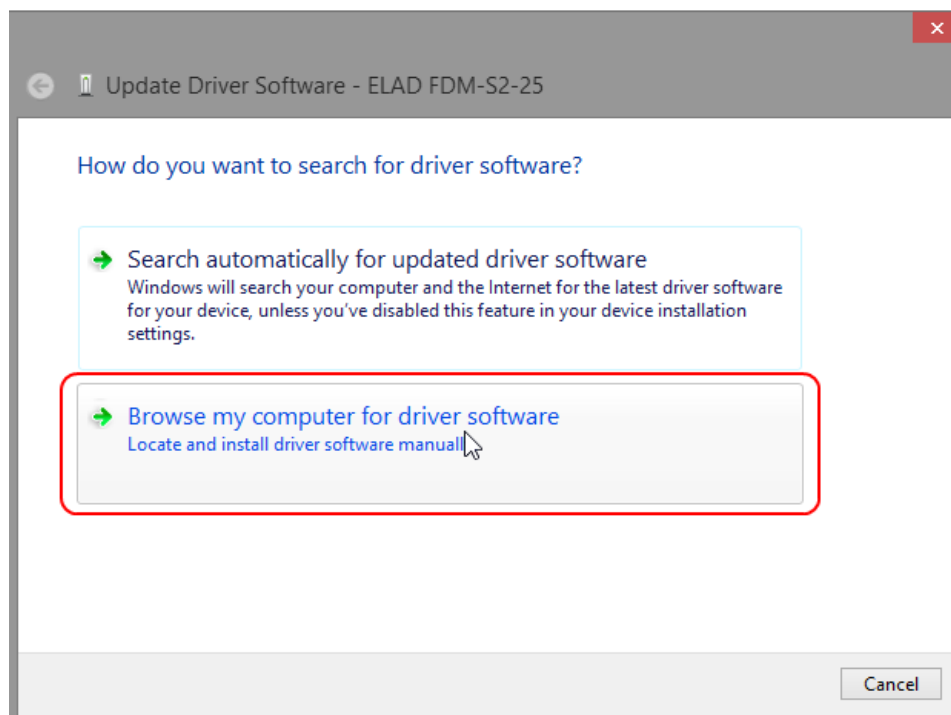 Update Driver Software - ELAD FDM-S2-25
How do you want to search for driver software?
Search automatically for updated driver software
Windows will search your computer and the Internet for the latest driver software
for your device, unless you've disabled this feature in your device installation
settings.
Browse my computer for driver software
Locate and install driver software manuall
Cancel